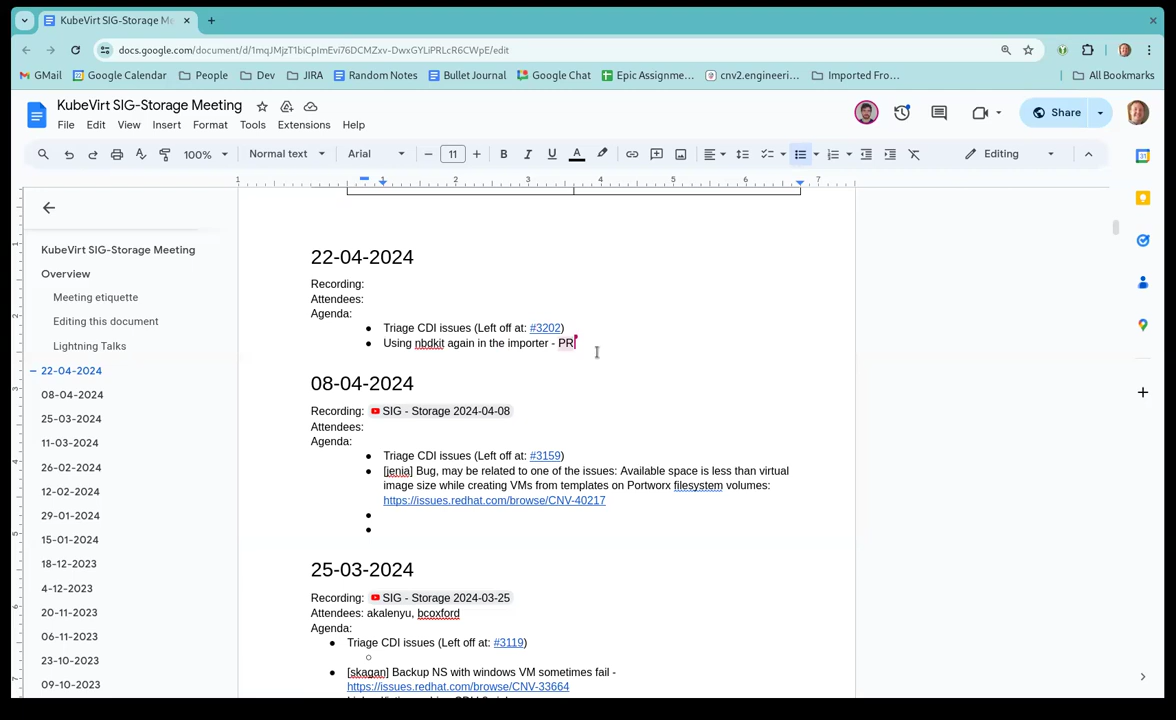 KubeVirt SIG-Storage Me
docs.google.com/document/d/1mqJMjzT1biCpImEvi76DCMZxv-DwxGYLiPRLcR6CWpE/edit
GMail Google Calendar People Dev JIRA Random Notes Bullet Journal Google Chat Epic Assignme... cnv2.engineeri... Imported Fro... All Bookmarks
KubeVirt SIG-Storage Meeting
File Edit View Insert Format Tools Extensions Help
Share
100% Normal text Arial 11 Editing
1 1 2 3 4 5 6 7
KubeVirt SIG-Storage Meeting
Overview
Meeting etiquette
Editing this document
Lightning Talks
22-04-2024
08-04-2024
25-03-2024
11-03-2024
26-02-2024
12-02-2024
29-01-2024
15-01-2024
18-12-2023
4-12-2023
20-11-2023
06-11-2023
23-10-2023
09-10-2023
22-04-2024
Recording:
Attendees:
Agenda:
● Triage CDI issues (Left off at: #3202)
● Using nbdkit again in the importer - PR
08-04-2024
Recording: SIG - Storage 2024-04-08
Attendees:
Agenda:
● Triage CDI issues (Left off at: #3159)
● [jenia] Bug, may be related to one of the issues: Available space is less than virtual
image size while creating VMs from templates on Portworx filesystem volumes:
https://issues.redhat.com/browse/CNV-40217
25-03-2024
Recording: SIG - Storage 2024-03-25
Attendees: akalenyu, bcoxford
Agenda:
● Triage CDI issues (Left off at: #3119)
● [skagan] Backup NS with windows VM sometimes fail -
https://issues.redhat.com/browse/CNV-33664